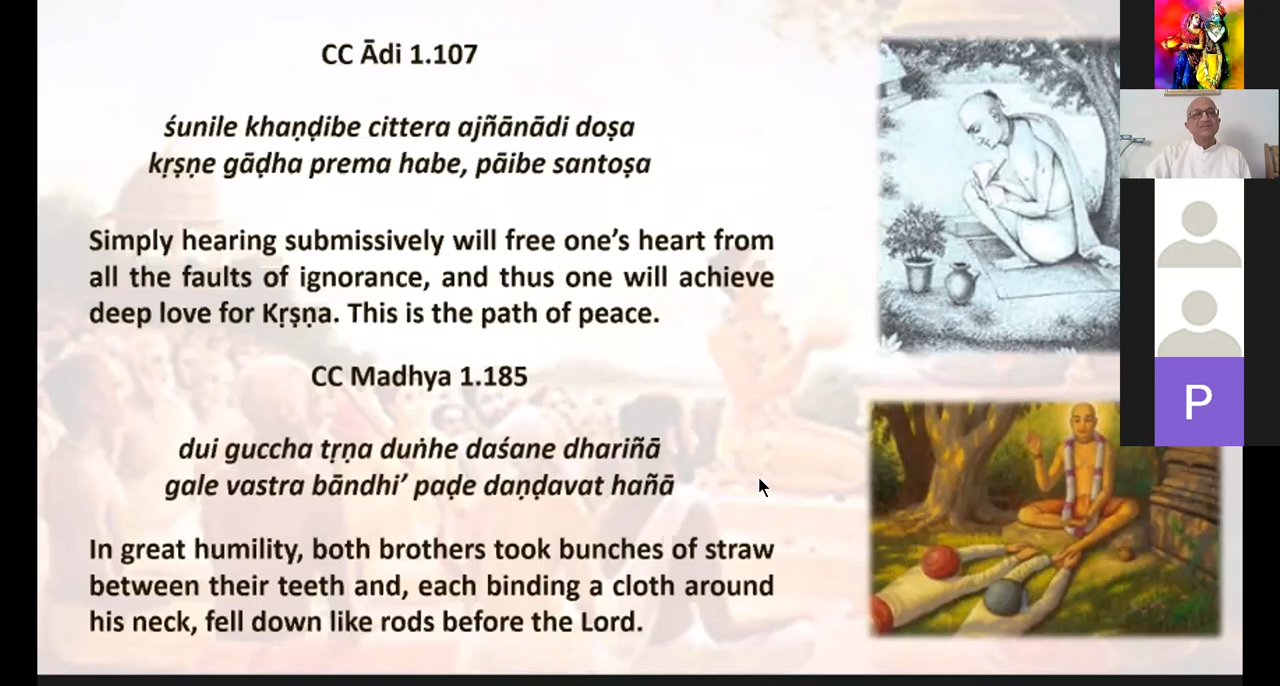 CC Ādi 1.107
śunile khaṇḍibe cittera ajñānādi doṣa
kṛṣṇe gāḍha prema habe, pāibe santoṣa
Simply hearing submissively will free one’s heart from
all the faults of ignorance, and thus one will achieve
deep love for Kṛṣṇa. This is the path of peace.
CC Madhya 1.185
dui guccha tṛṇa duṅhe daśane dhariñā
gale vastra bāndhi’ paḍe daṇḍavat hañā
In great humility, both brothers took bunches of straw
between their teeth and, each binding a cloth around
his neck, fell down like rods before the Lord.
P